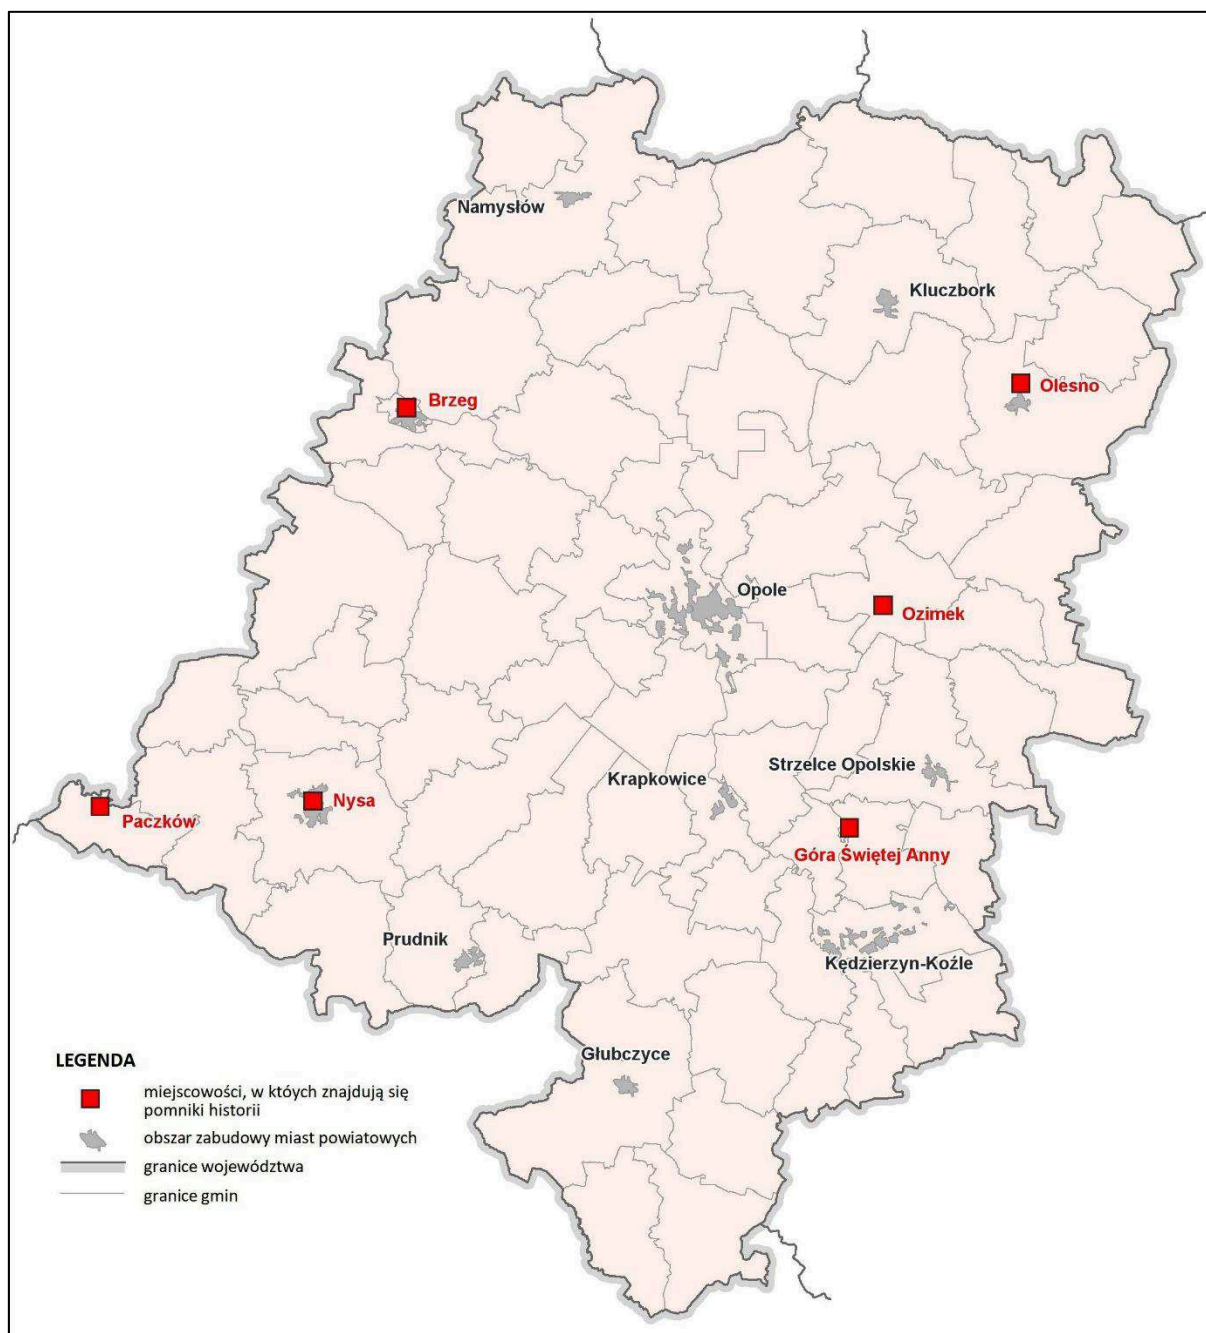 Namysłów
Kluczbork
Olesno
Brzeg
Opole
Ozimek
Strzelce Opolskie
Krapkowice
Nysa
Paczków
Góra Świętej Anny
Prudnik
Kędzierzyn-Koźle
Głubczyce
LEGENDA
miejscowości, w któych znajdują się
pomniki historii
obszar zabudowy miast powiatowych
granice województwa
granice gmin